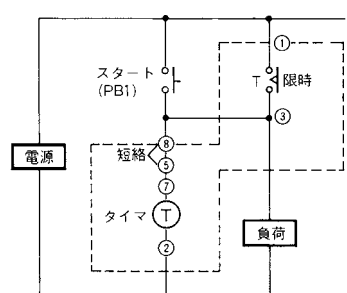 ①
スタート
(PB1)
T
限時
③
⑧
短絡
⑤
電源
⑦
タイマ
T
②
負荷